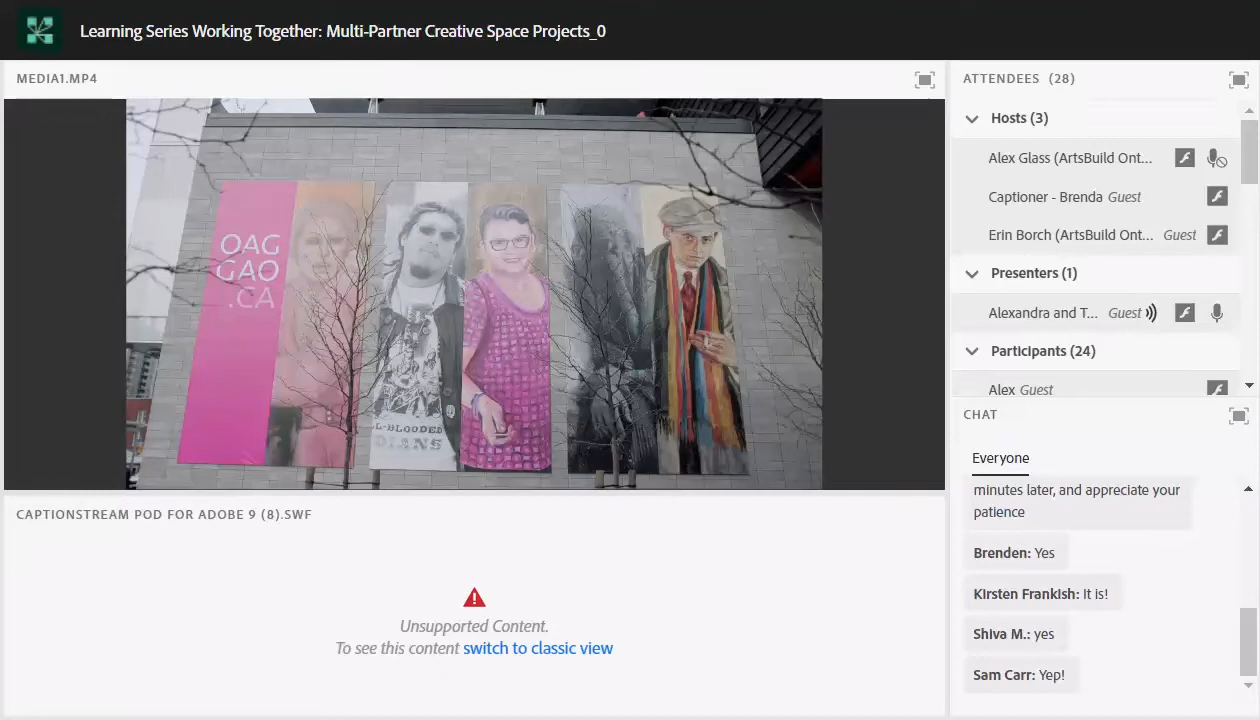 Learning Series Working Together: Multi-Partner Creative Space Projects_0
MEDIA1.MP4
OAG
GAO
.CA
L-BLOODED
DIANS
CAPTIONSTREAM POD FOR ADOBE 9 (8).SWF
Unsupported Content.
To see this content switch to classic view
ATTENDEES (28)
Hosts (3)
Alex Glass (ArtsBuild Ont...
Captioner - Brenda Guest
Erin Borch (ArtsBuild Ont... Guest
Presenters (1)
Alexandra and T... Guest
Participants (24)
Alex Guest
CHAT
Everyone
minutes later, and appreciate your
patience
Brenden: Yes
Kirsten Frankish: It is!
Shiva M.: yes
Sam Carr: Yep!